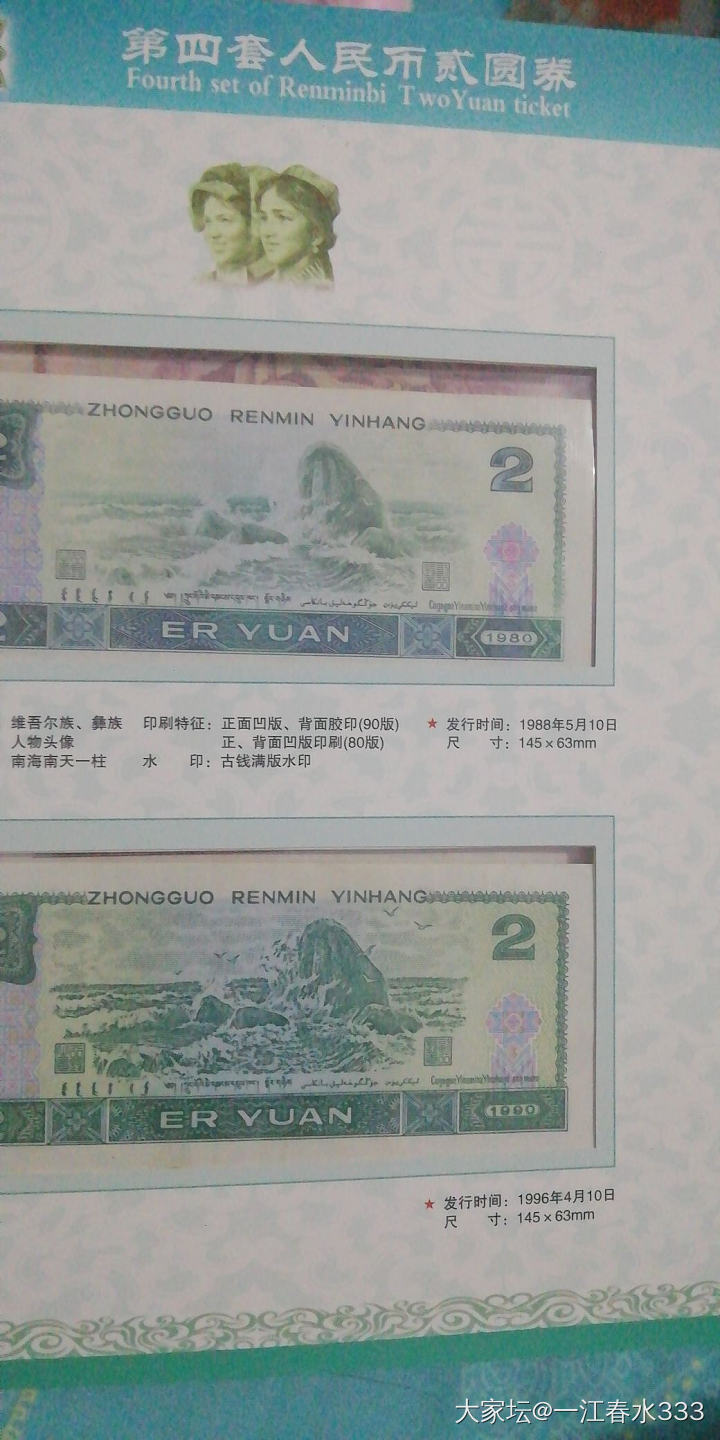 第四套人民币贰圆券
Fourth set of Renminbi TwoYuan ticket
ZHONGGUO RENMIN YINHANG
2
ER YUAN
1980
维吾尔族、彝族 印刷特征：正面凹版、背面胶印(90版) ★ 发行时间：1988年5月10日
人物头像 正、背面凹版印刷(80版) 尺 寸：145×63mm
南海南天一柱 水 印：古钱满版水印
ZHONGGUO RENMIN YINHANG
2
ER YUAN
1990
★ 发行时间：1996年4月10日
尺 寸：145×63mm
大家坛@一江春水333